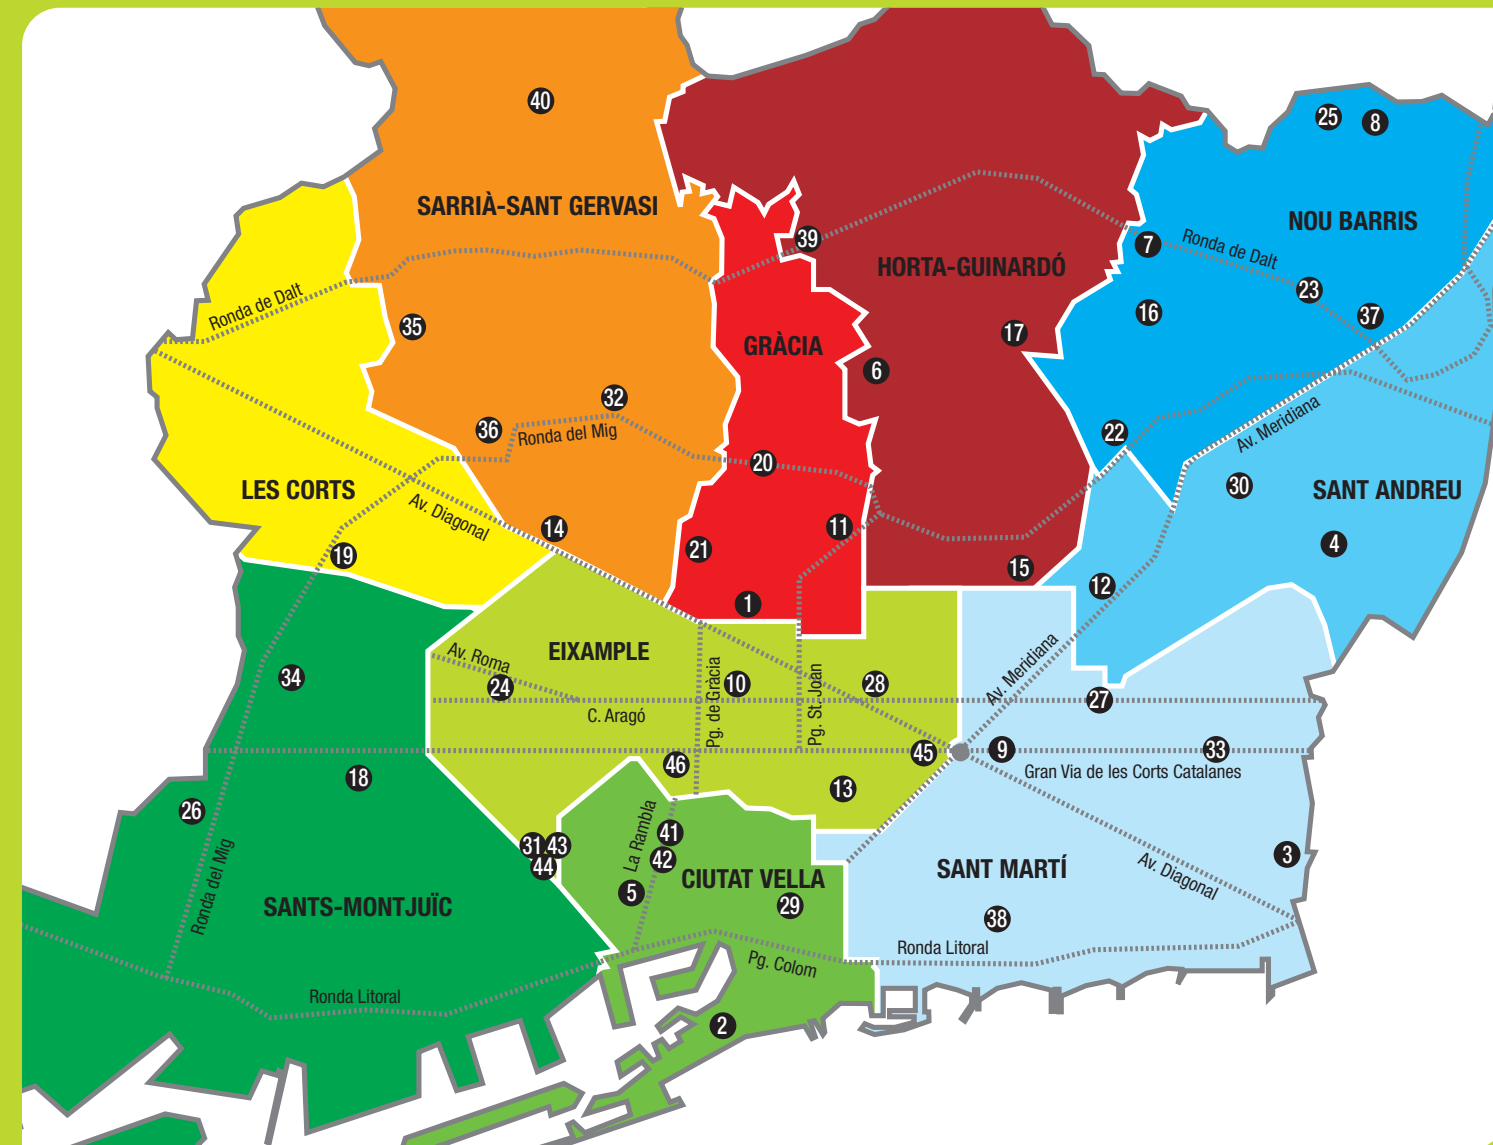 40
25
8
SARRIÀ-SANT GERVASI
NOU BARRIS
39
7
Ronda de Dalt
HORTA-GUINARDÓ
23
Ronda de Dalt
16
37
35
17
GRÀCIA
6
32
36
Ronda del Mig
22
Av. Meridiana
20
LES CORTS
30
SANT ANDREU
Av. Diagonal
14
11
21
4
19
15
12
1
EIXAMPLE
Av. Roma
34
24
10
28
Av. Meridiana
27
Pg. de Gràcia
Pg. St. Joan
C. Aragó
45
9
33
46
Gran Via de les Corts Catalanes
18
13
26
La Rambla
41
31
43
44
42
3
Av. Diagonal
SANT MARTÍ
CIUTAT VELLA
5
29
Ronda del Mig
SANTS-MONTJUÏC
38
Ronda Litoral
Pg. Colom
Ronda Litoral
2